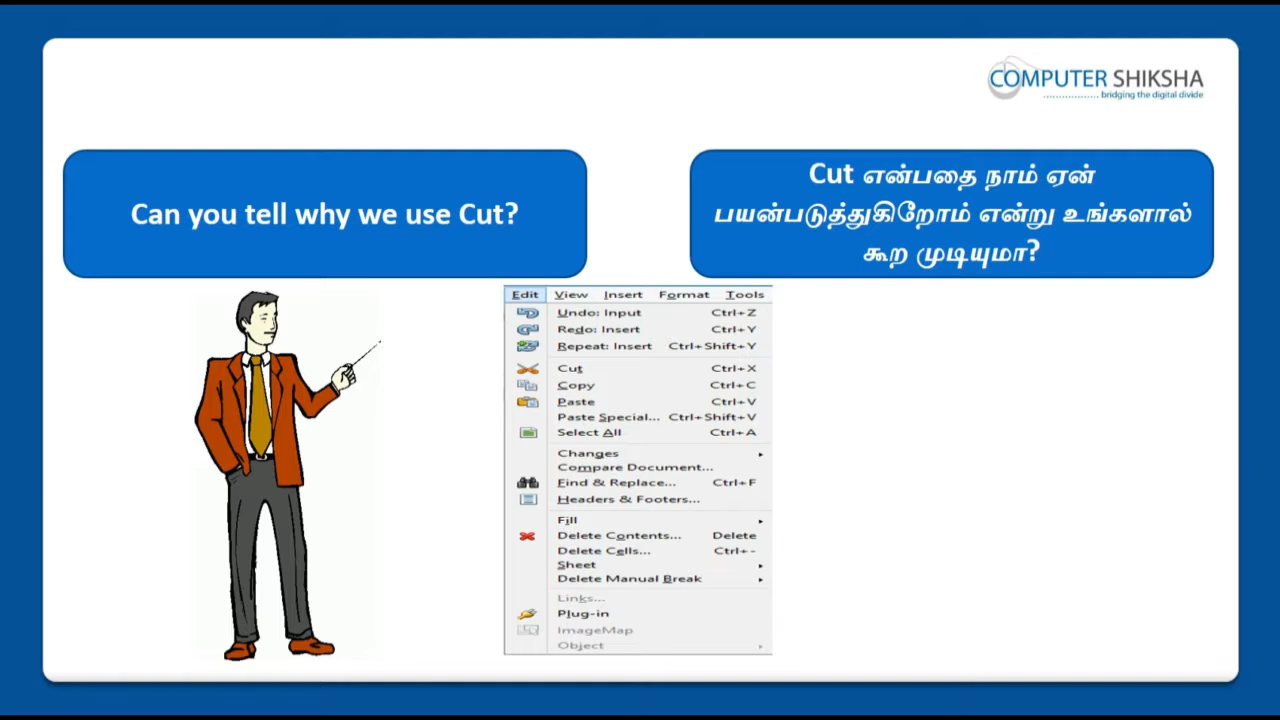 COMPUTER SHIKSHA
bridging the digital divide
Can you tell why we use Cut?
Cut என்பதை நாம் ஏன்
பயன்படுத்துகிறோம் என்று உங்களால்
கூற முடியுமா?
Edit View Insert Format Tools
Undo: Input Ctrl+Z
Redo: Insert Ctrl+Y
Repeat: Insert Ctrl+Shift+Y
Cut Ctrl+X
Copy Ctrl+C
Paste Ctrl+V
Paste Special... Ctrl+Shift+V
Select All Ctrl+A
Changes
Compare Document...
Find & Replace... Ctrl+F
Headers & Footers...
Fill
Delete Contents... Delete
Delete Cells... Ctrl+-
Sheet
Delete Manual Break
Links...
Plug-in
ImageMap
Object